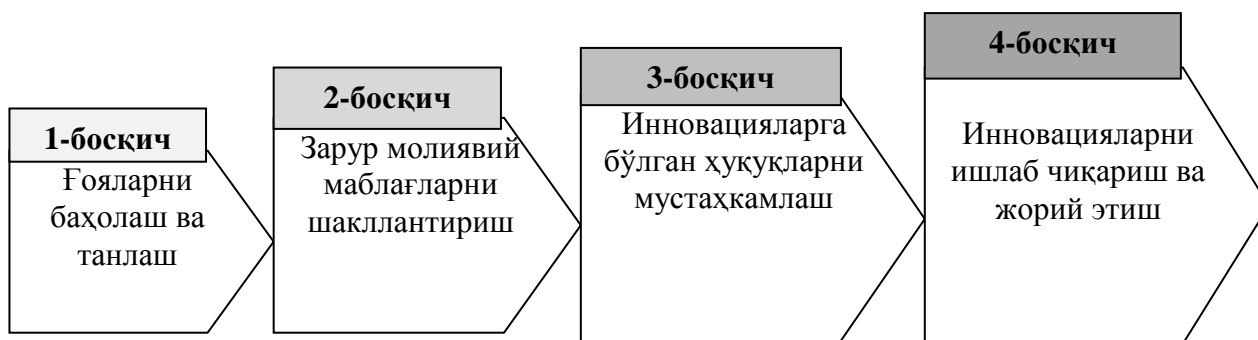 1-босқич
Ғояларни
баҳолаш ва
танлаш
2-босқич
Зарур молиявий
маблағларни
шакллантириш
3-босқич
Инновацияларга
бўлган ҳуқуқларни
мустаҳкамлаш
4-босқич
Инновацияларни
ишлаб чиқариш ва
жорий этиш